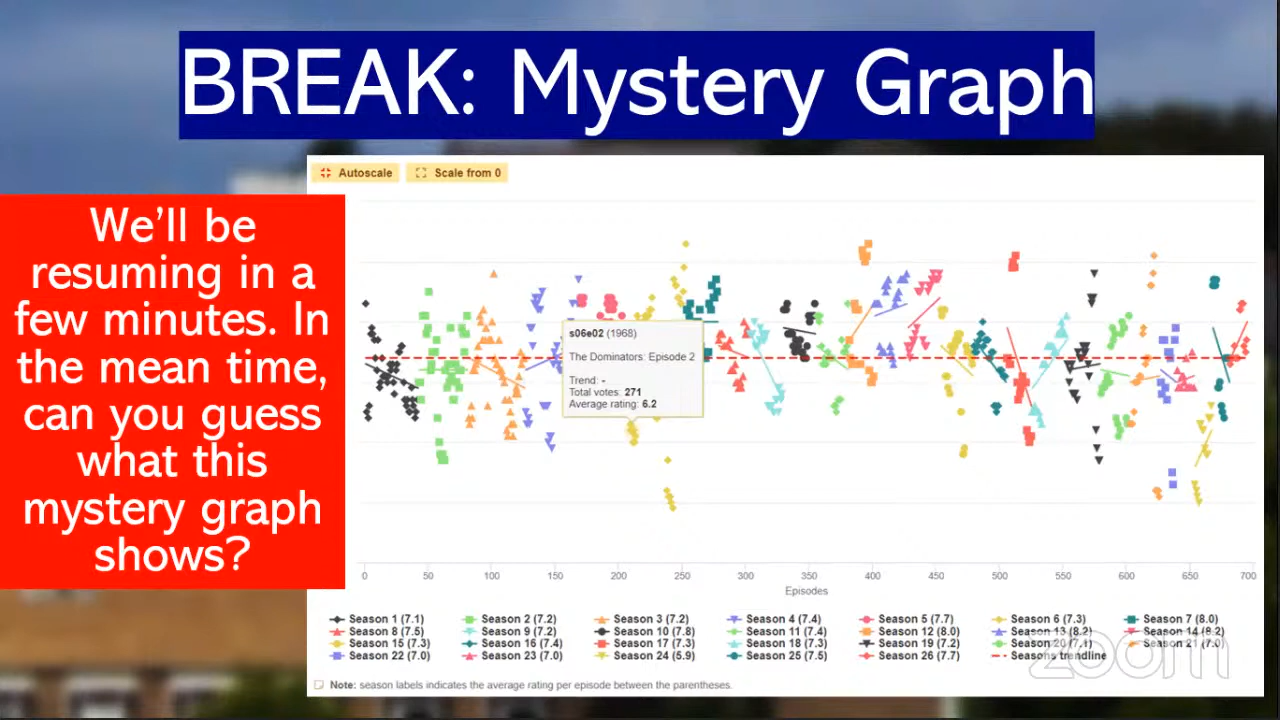 BREAK: Mystery Graph
Autoscale Scale from 0
We'll be
resuming in a
few minutes. In
the mean time,
can you guess
what this
mystery graph
shows?
s06e02 (1968)
The Dominators: Episode 2
Trend: -
Total votes: 271
Average rating: 6.2
0 50 100 150 200 250 300 350 400 450 500 550 600 650 700
Episodes
Season 1 (7.1) Season 2 (7.2) Season 3 (7.2) Season 4 (7.4) Season 5 (7.7) Season 6 (7.3) Season 7 (8.0)
Season 8 (7.5) Season 9 (7.2) Season 10 (7.8) Season 11 (7.4) Season 12 (8.0) Season 13 (8.2) Season 14 (8.2)
Season 15 (7.3) Season 16 (7.4) Season 17 (7.3) Season 18 (7.3) Season 19 (7.2) Season 20 (7.1) Season 21 (7.0)
Season 22 (7.0) Season 23 (7.0) Season 24 (5.9) Season 25 (7.5) Season 26 (7.7) Seasons trendline
zoom
Note: season labels indicates the average rating per episode between the parentheses.